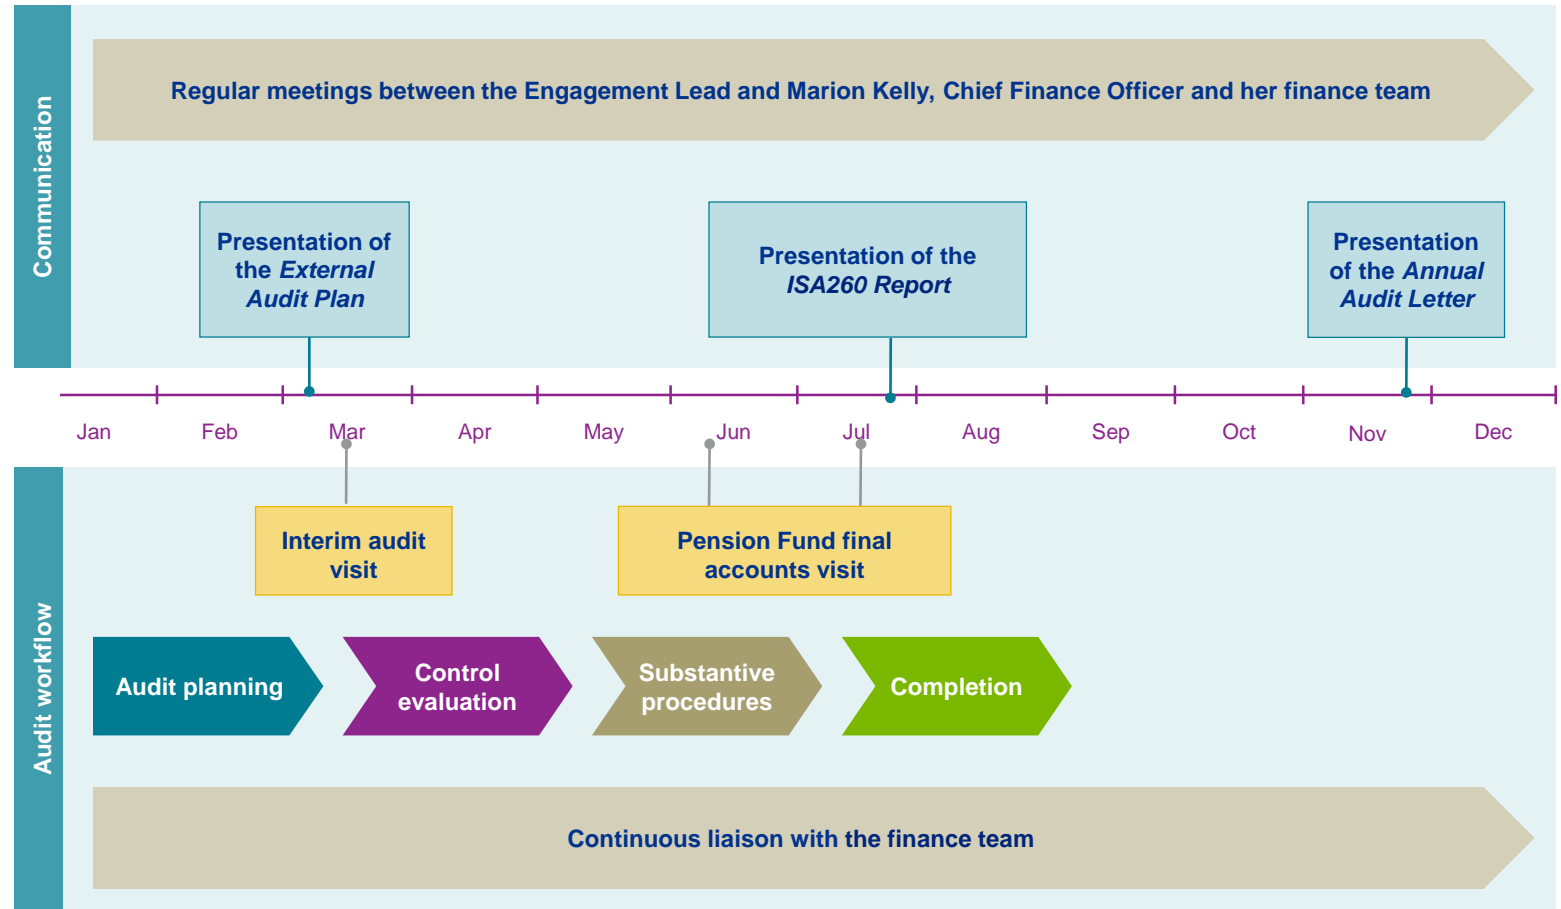 Communication
Regular meetings between the Engagement Lead and Marion Kelly, Chief Finance Officer and her finance team
Presentation of
the External
Audit Plan
Presentation of the
ISA260 Report
Presentation
of the Annual
Audit Letter
Jan Feb Mar Apr May Jun Jul Aug Sep Oct Nov Dec
Audit workflow
Interim audit
visit
Pension Fund final
accounts visit
Audit planning
Control
evaluation
Substantive
procedures
Completion
Continuous liaison with the finance team